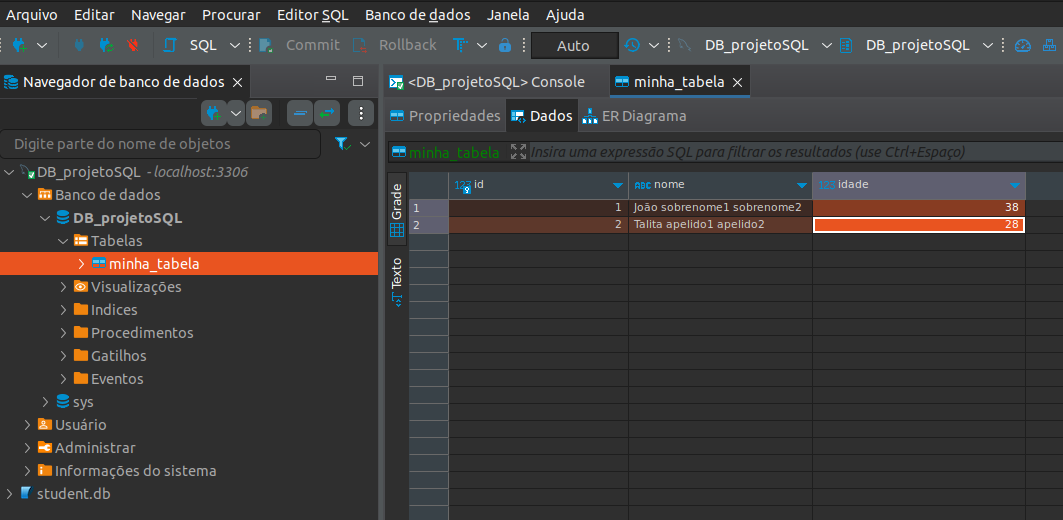 Arquivo Editar Navegar Procurar Editor SQL Banco de dados Janela Ajuda
SQL Commit Rollback Auto DB_projetoSQL DB_projetoSQL
Navegador de banco de dados
Digite parte do nome de objetos
DB_projetoSQL - localhost:3306
Banco de dados
DB_projetoSQL
Tabelas
minha_tabela
Visualizações
Indices
Procedimentos
Gatilhos
Eventos
sys
Usuário
Administrar
Informações do sistema
student.db
<DB_projetoSQL> Console minha_tabela
Propriedades Dados ER Diagrama
minha_tabela Insira uma expressão SQL para filtrar os resultados (use Ctrl+Espaço)
Grade
Texto
123 id ABC nome 123 idade
1 1 João sobrenome1 sobrenome2 38
2 2 Talita apelido1 apelido2 28